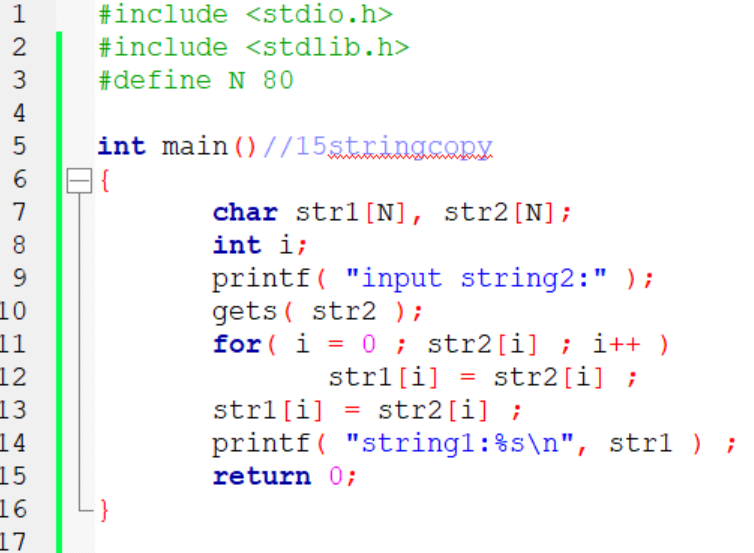 1 #include <stdio.h>
2 #include <stdlib.h>
3 #define N 80
4
5 int main()//15stringcopy
6 {
7 char str1[N], str2[N];
8 int i;
9 printf( "input string2:" );
10 gets( str2 );
11 for( i = 0 ; str2[i] ; i++ )
12 str1[i] = str2[i] ;
13 str1[i] = str2[i] ;
14 printf( "string1:%s\n", str1 ) ;
15 return 0;
16 }
17